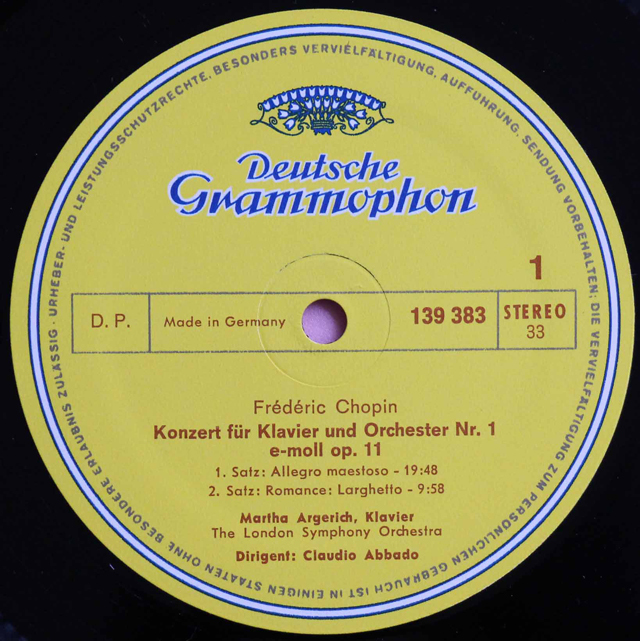 Deutsche
Grammophon
1
D. P.
Made in Germany
139 383
STEREO
33
Frédéric Chopin
Konzert für Klavier und Orchester Nr. 1
e-moll op. 11
1. Satz: Allegro maestoso - 19:48
2. Satz: Romance: Larghetto - 9:58
Martha Argerich, Klavier
The London Symphony Orchestra
Dirigent: Claudio Abbado
· URHEBER- UND LEISTUNGSSCHUTZRECHTE, BESONDERS VERVIELFÄLTIGUNG, AUFFÜHRUNG, SENDUNG VORBEHALTEN; DIE VERVIELFÄLTIGUNG ZUM PERSÖNLICHEN GEBRAUCH IST IN EINIGEN STAATEN OHNE BESONDERE ERLAUBNIS ZULÄSSIG